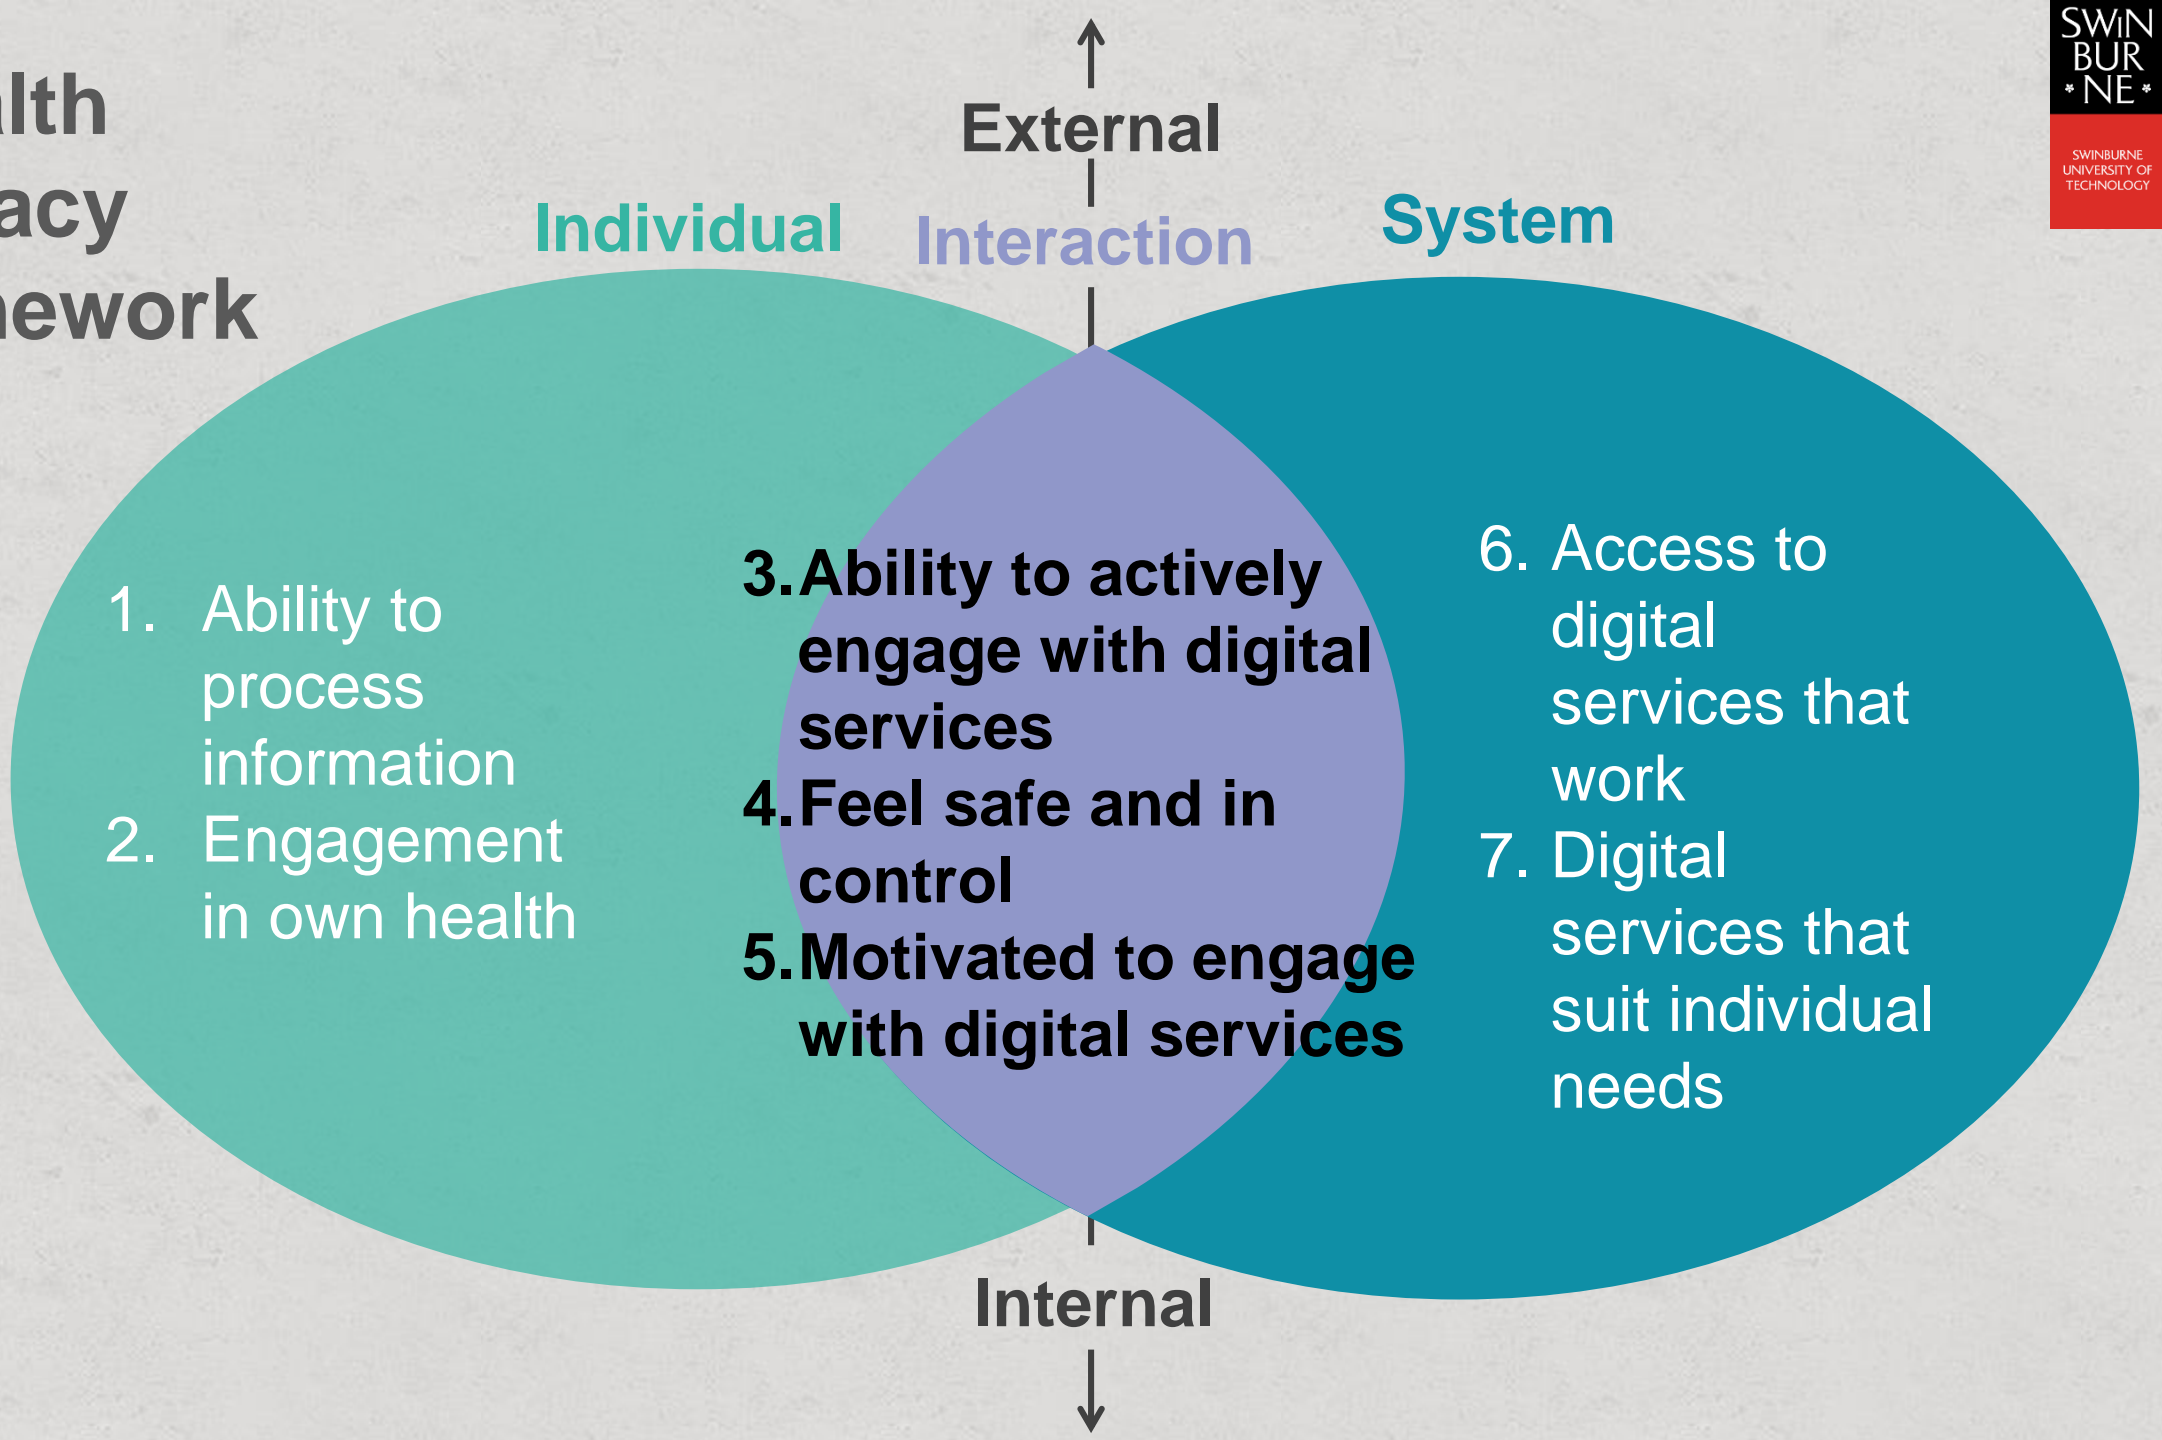 lth
acy
ework
External
Individual
Interaction
System
SWIN
BUR
* NE *
SWINBURNE
UNIVERSITY OF
TECHNOLOGY
1. Ability to
process
information
2. Engagement
in own health
3. Ability to actively
engage with digital
services
4. Feel safe and in
control
5. Motivated to engage
with digital services
6. Access to
digital
services that
work
7. Digital
services that
suit individual
needs
Internal